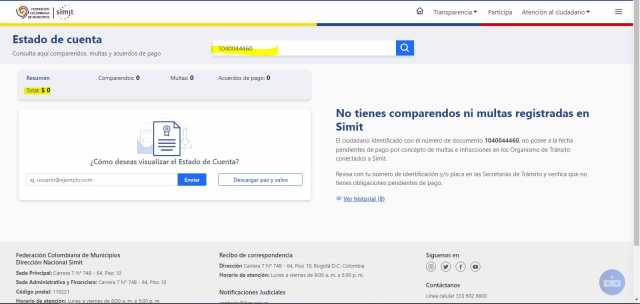 FEDERACIÓN
COLOMBIANA
DE MUNICIPIOS
simit
Transparencia
Participa
Atención al ciudadano
Estado de cuenta
Consulta aquí comparendos, multas y acuerdos de pago
1040044460
Resumen
Comparendos: 0
Multas: 0
Acuerdos de pago: 0
Total: $ 0
¿Cómo deseas visualizar el Estado de Cuenta?
ej. usuario@ejemplo.com
Enviar
Descargar paz y salvo
No tienes comparendos ni multas registradas en
Simit
El ciudadano identificado con el número de documento 1040044460, no posee a la fecha
pendientes de pago por concepto de multas e infracciones en los Organismo de Tránsito
conectados a Simit.
Revisa con tu número de identificación y/o placa en las Secretarías de Tránsito y verifica que no
tienes obligaciones pendientes de pago.
Ver historial
Federación Colombiana de Municipios
Dirección Nacional Simit
Sede Principal: Carrera 7 N° 74B - 64, Piso 10
Sede Administrativa y Financiera: Carrera 7 N° 74B - 64, Piso
Código postal: 110221
Horario de atención: Lunes a viernes de 8:00 a. m. a 5:00 p. m.
Recibo de correspondencia
Dirección Carrera 7 N° 74B - 64, Piso 10, Bogotá D.C. Colombia
Horario de atención: Lunes a viernes de 8:00 a. m. a 5:00 p. m.
Notificaciones Judiciales
Síguenos en
Contáctanos
Línea celular